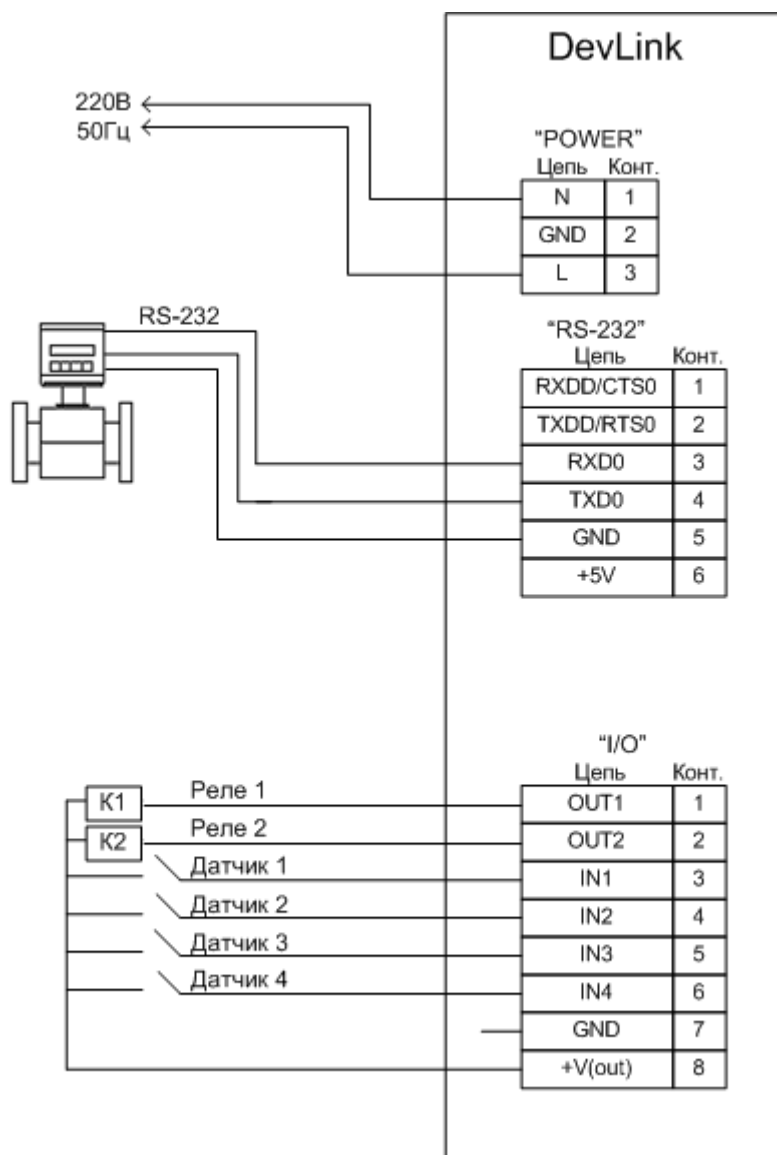 DevLink
220В
50Гц
“POWER”
Цепь Конт.
N 1
GND 2
L 3
RS-232
“RS-232”
Цепь Конт.
RXDD/CTS0 1
TXDD/RTS0 2
RXD0 3
TXD0 4
GND 5
+5V 6
“I/O”
Цепь Конт.
К1 Реле 1 OUT1 1
К2 Реле 2 OUT2 2
Датчик 1 IN1 3
Датчик 2 IN2 4
Датчик 3 IN3 5
Датчик 4 IN4 6
GND 7
+V(out) 8